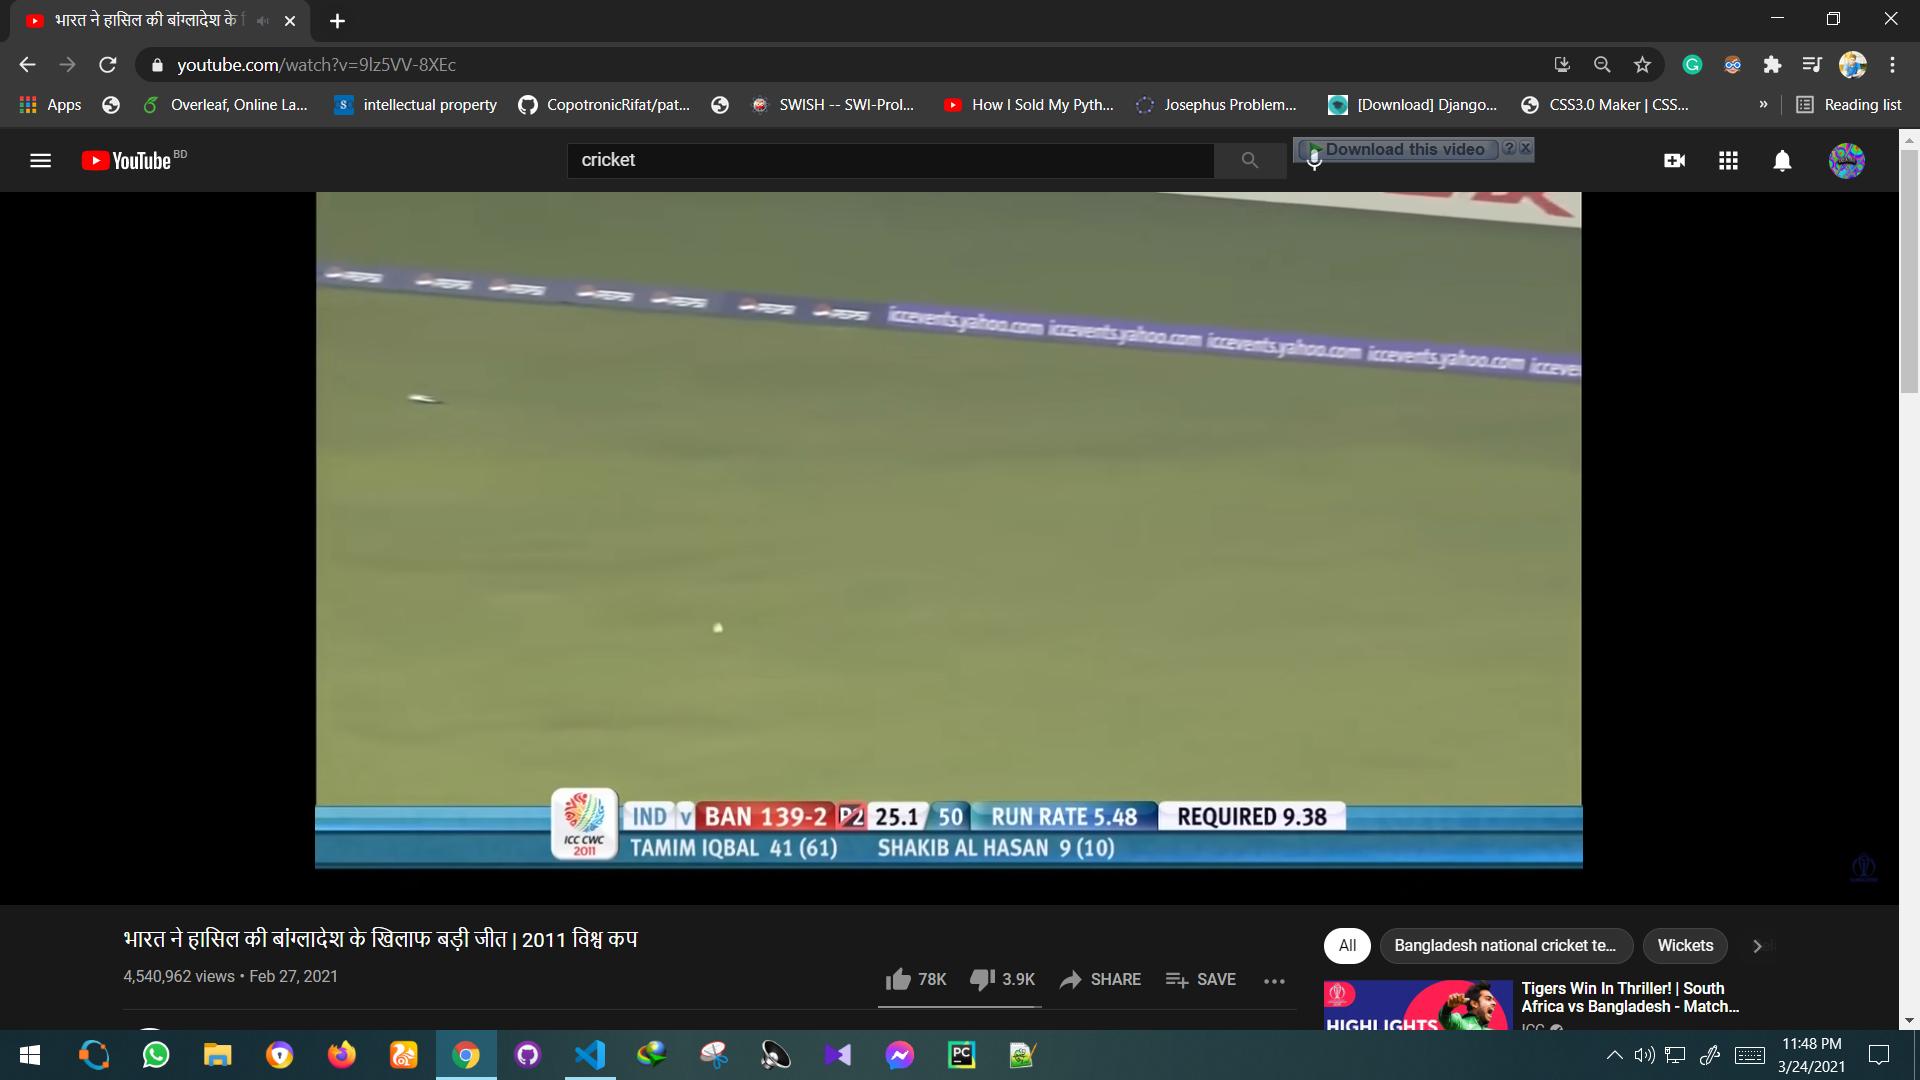 भारत ने हासिल की बांग्लादेश के
youtube.com/watch?v=9lz5VV-8XEc
Apps
Overleaf, Online La...
intellectual property
CopotronicRifat/pat...
SWISH -- SWI-Prol...
How I Sold My Pyth...
Josephus Problem...
[Download] Django...
CSS3.0 Maker | CSS...
»
Reading list
YouTube BD
cricket
Download this video
iccevents.yahoo.com iccevents.yahoo.com iccevents.yahoo.com iccevents.yahoo.com
ICC CWC
2011
IND v BAN 139-2 P2 25.1 50 RUN RATE 5.48 REQUIRED 9.38
TAMIM IQBAL 41 (61) SHAKIB AL HASAN 9 (10)
भारत ने हासिल की बांग्लादेश के खिलाफ बड़ी जीत | 2011 विश्व कप
4,540,962 views • Feb 27, 2021
78K 3.9K SHARE SAVE
All Bangladesh national cricket te... Wickets
HIGHLIGHTS
Tigers Win In Thriller! | South
Africa vs Bangladesh - Match...
ICC
11:48 PM
3/24/2021